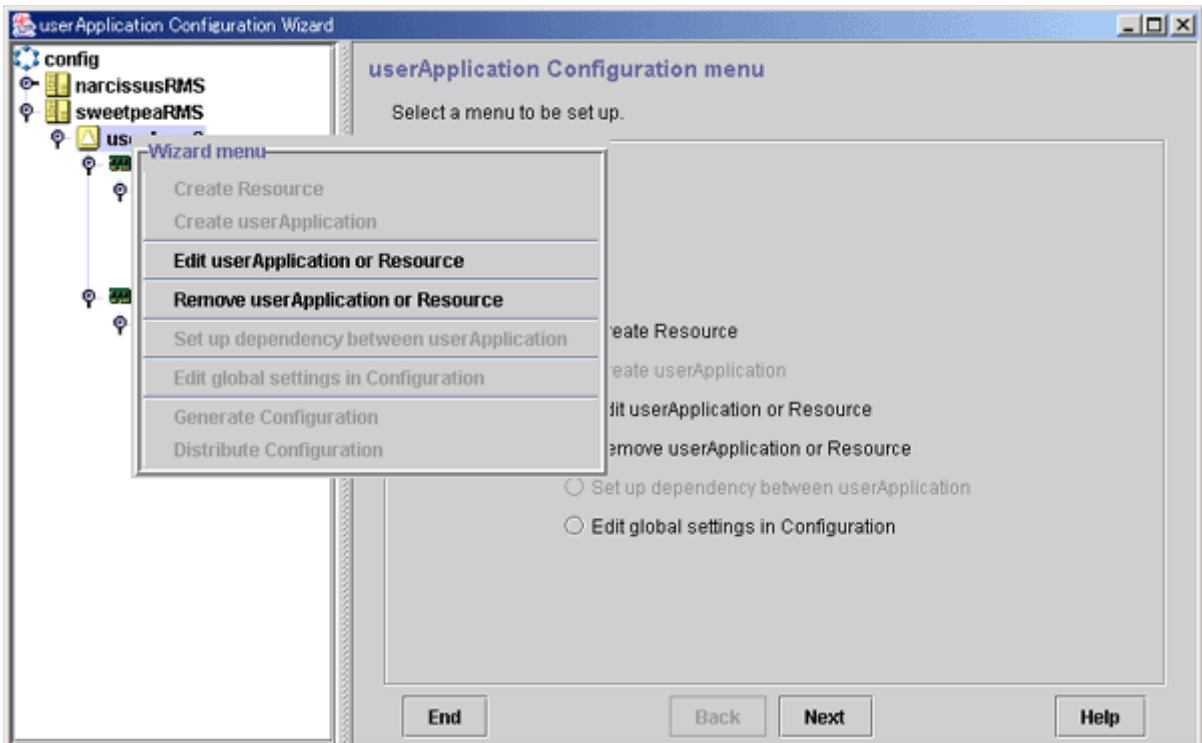 userApplication Configuration Wizard
config
narcissusRMS
sweetpeaRMS
Wizard menu
Create Resource
Create userApplication
Edit userApplication or Resource
Remove userApplication or Resource
Set up dependency between userApplication
Edit global settings in Configuration
Generate Configuration
Distribute Configuration
userApplication Configuration menu
Select a menu to be set up.
reate Resource
reate userApplication
dit userApplication or Resource
emove userApplication or Resource
Set up dependency between userApplication
Edit global settings in Configuration
End
Back
Next
Help